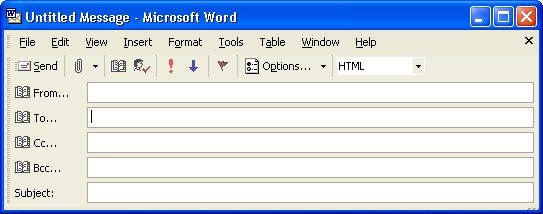 Untitled Message - Microsoft Word
File Edit View Insert Format Tools Table Window Help
Send Options... HTML
From...
To...
Cc...
Bcc...
Subject: